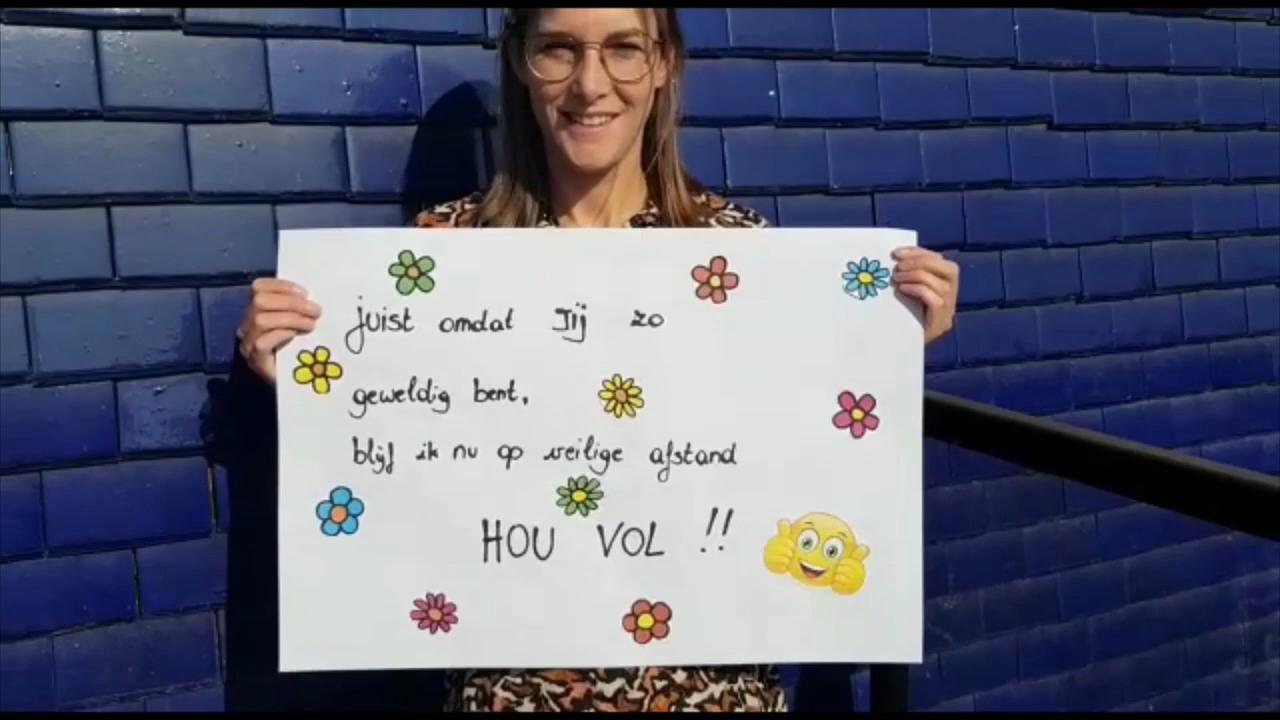 juist omdat Jij zo
geweldig bent,
blijf ik nu op veilige afstand
HOU VOL !!